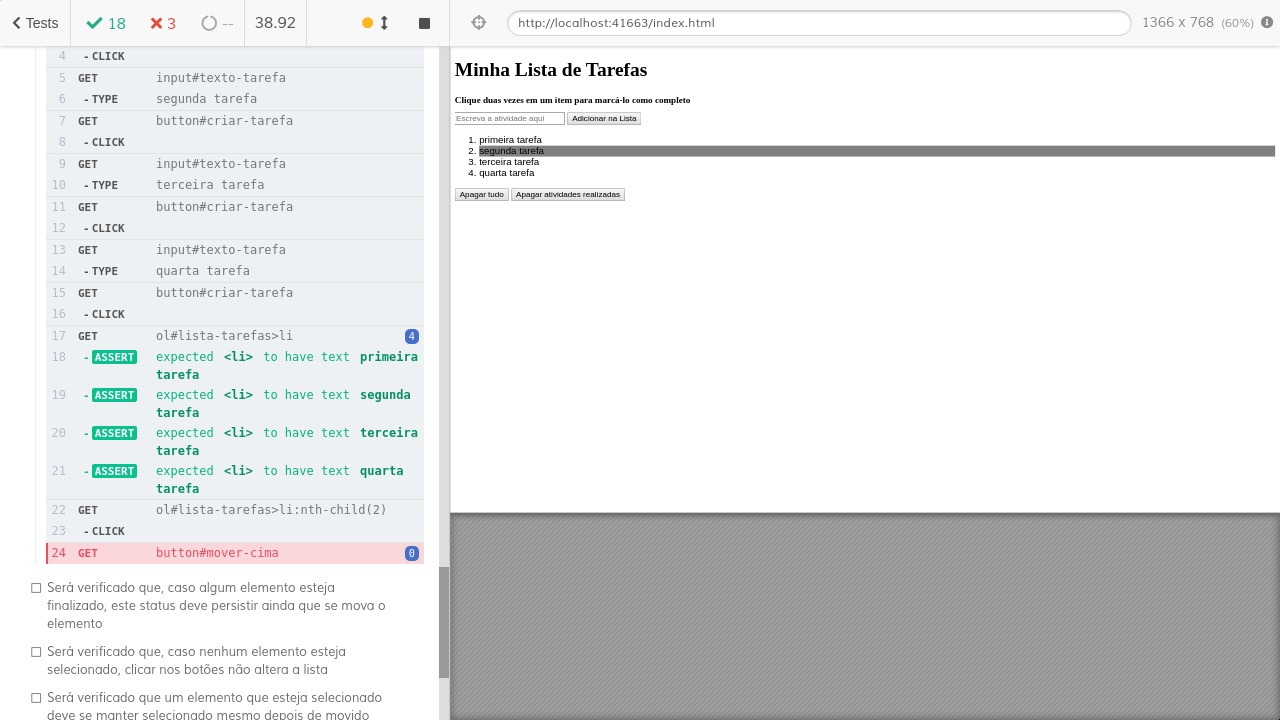 Tests 18 3 -- 38.92
http://localhost:41663/index.html 1366 x 768 (60%)
4 - CLICK
5 GET input#texto-tarefa
6 - TYPE segunda tarefa
7 GET button#criar-tarefa
8 - CLICK
9 GET input#texto-tarefa
10 - TYPE terceira tarefa
11 GET button#criar-tarefa
12 - CLICK
13 GET input#texto-tarefa
14 - TYPE quarta tarefa
15 GET button#criar-tarefa
16 - CLICK
17 GET ol#lista-tarefas>li 4
18 - ASSERT expected <li> to have text primeira
tarefa
19 - ASSERT expected <li> to have text segunda
tarefa
20 - ASSERT expected <li> to have text terceira
tarefa
21 - ASSERT expected <li> to have text quarta
tarefa
22 GET ol#lista-tarefas>li:nth-child(2)
23 - CLICK
24 GET button#mover-cima 0
Será verificado que, caso algum elemento esteja
finalizado, este status deve persistir ainda que se mova o
elemento
Será verificado que, caso nenhum elemento esteja
selecionado, clicar nos botões não altera a lista
Será verificado que um elemento que esteja selecionado
deve se manter selecionado mesmo depois de movido
Minha Lista de Tarefas
Clique duas vezes em um item para marcá-lo como completo
Escreva a atividade aqui Adicionar na Lista
1. primeira tarefa
2. segunda tarefa
3. terceira tarefa
4. quarta tarefa
Apagar tudo Apagar atividades realizadas